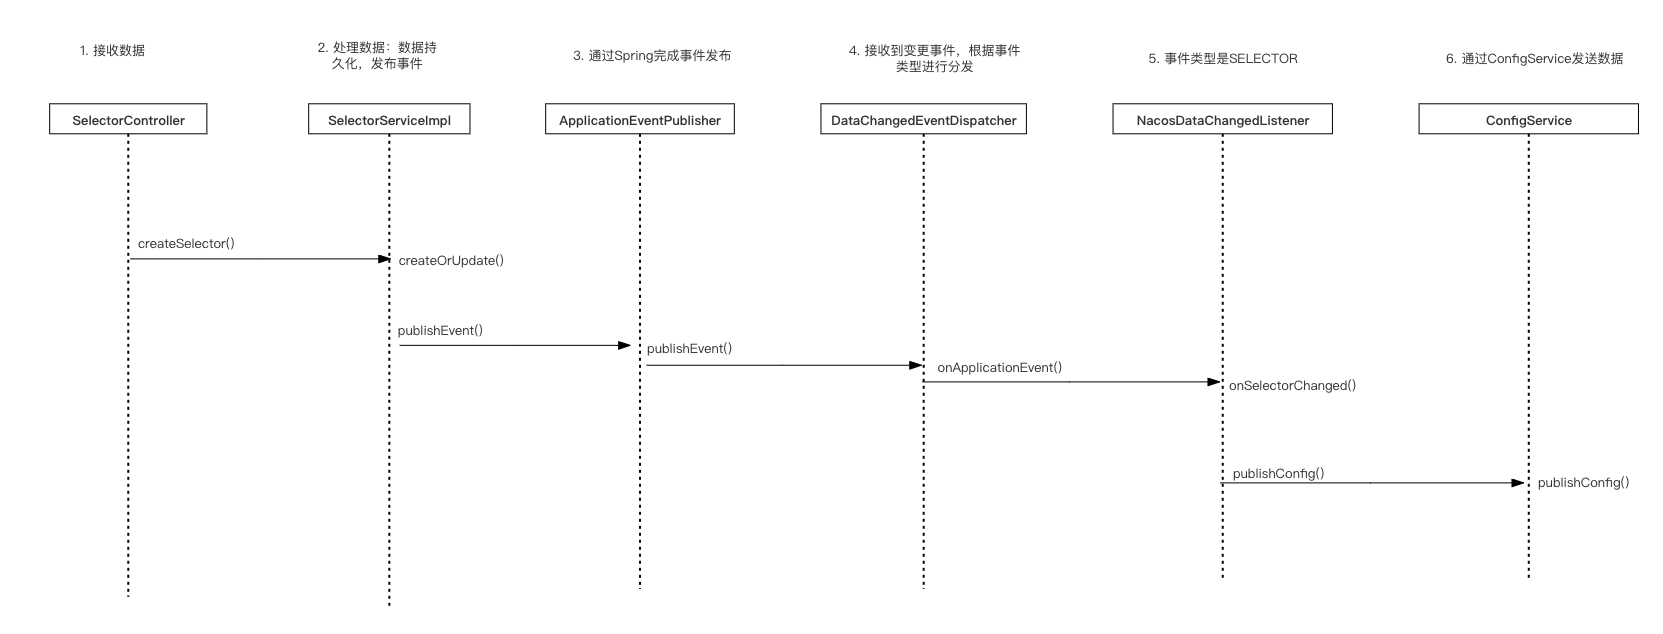 1. 接收数据
2. 处理数据：数据持
久化，发布事件
3. 通过Spring完成事件发布
4. 接收到变更事件，根据事件
类型进行分发
5. 事件类型是SELECTOR
6. 通过ConfigService发送数据
SelectorController
SelectorServiceImpl
ApplicationEventPublisher
DataChangedEventDispatcher
NacosDataChangedListener
ConfigService
createSelector()
createOrUpdate()
publishEvent()
publishEvent()
onApplicationEvent()
onSelectorChanged()
publishConfig()
publishConfig()